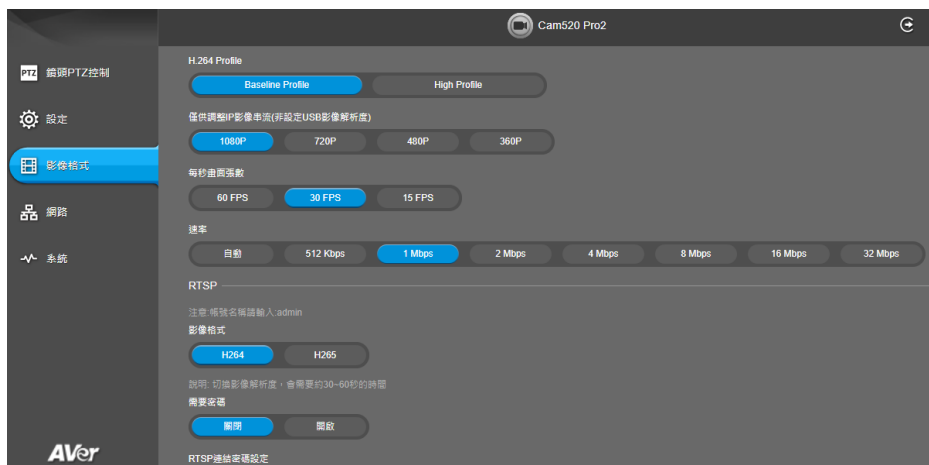 Cam520 Pro2
PTZ 鏡頭PTZ控制
設定
影像格式
網路
系統
AVer
H.264 Profile
Baseline Profile High Profile
僅供調整IP影像串流(非設定USB影像解析度)
1080P 720P 480P 360P
每秒畫面張數
60 FPS 30 FPS 15 FPS
速率
自動 512 Kbps 1 Mbps 2 Mbps 4 Mbps 8 Mbps 16 Mbps 32 Mbps
RTSP
注意:帳號名稱請輸入:admin
影像格式
H264 H265
說明: 切換影像解析度，會需要約30~60秒的時間
需要密碼
關閉 開啟
RTSP連結密碼設定